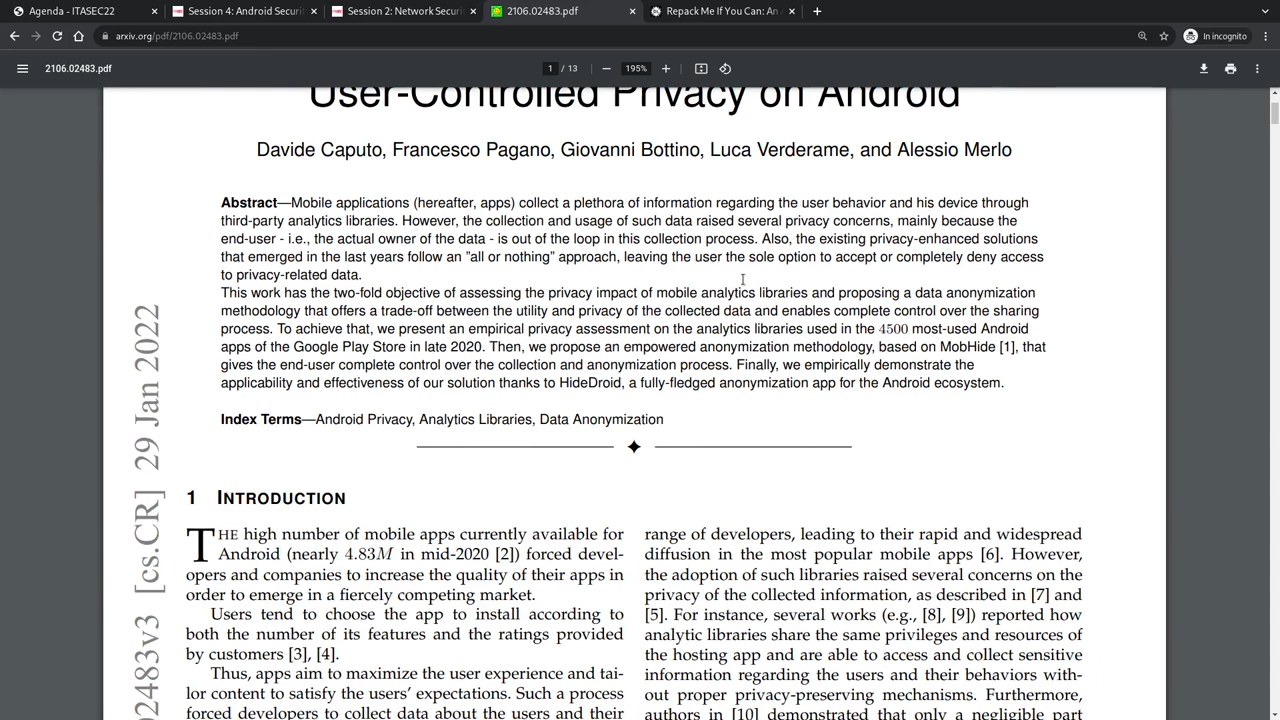 Agenda - ITASEC22
Session 4: Android Securit
Session 2: Network Securit
2106.02483.pdf
Repack Me If You Can: An A
arxiv.org/pdf/2106.02483.pdf
In incognito
2106.02483.pdf
1 / 13
195%
User-Controlled Privacy on Android
Davide Caputo, Francesco Pagano, Giovanni Bottino, Luca Verderame, and Alessio Merlo
Abstract—Mobile applications (hereafter, apps) collect a plethora of information regarding the user behavior and his device through
third-party analytics libraries. However, the collection and usage of such data raised several privacy concerns, mainly because the
end-user - i.e., the actual owner of the data - is out of the loop in this collection process. Also, the existing privacy-enhanced solutions
that emerged in the last years follow an "all or nothing" approach, leaving the user the sole option to accept or completely deny access
to privacy-related data.
This work has the two-fold objective of assessing the privacy impact of mobile analytics libraries and proposing a data anonymization
methodology that offers a trade-off between the utility and privacy of the collected data and enables complete control over the sharing
process. To achieve that, we present an empirical privacy assessment on the analytics libraries used in the 4500 most-used Android
apps of the Google Play Store in late 2020. Then, we propose an empowered anonymization methodology, based on MobHide [1], that
gives the end-user complete control over the collection and anonymization process. Finally, we empirically demonstrate the
applicability and effectiveness of our solution thanks to HideDroid, a fully-fledged anonymization app for the Android ecosystem.
Index Terms—Android Privacy, Analytics Libraries, Data Anonymization
02483v3 [cs.CR] 29 Jan 2022
1 INTRODUCTION
THE high number of mobile apps currently available for
Android (nearly 4.83M in mid-2020 [2]) forced devel-
opers and companies to increase the quality of their apps in
order to emerge in a fiercely competing market.
Users tend to choose the app to install according to
both the number of its features and the ratings provided
by customers [3], [4].
Thus, apps aim to maximize the user experience and tai-
lor content to satisfy the users' expectations. Such a process
forced developers to collect data about the users and their
range of developers, leading to their rapid and widespread
diffusion in the most popular mobile apps [6]. However,
the adoption of such libraries raised several concerns on the
privacy of the collected information, as described in [7] and
[5]. For instance, several works (e.g., [8], [9]) reported how
analytic libraries share the same privileges and resources of
the hosting app and are able to access and collect sensitive
information regarding the users and their behaviors with-
out proper privacy-preserving mechanisms. Furthermore,
authors in [10] demonstrated that only a negligible part